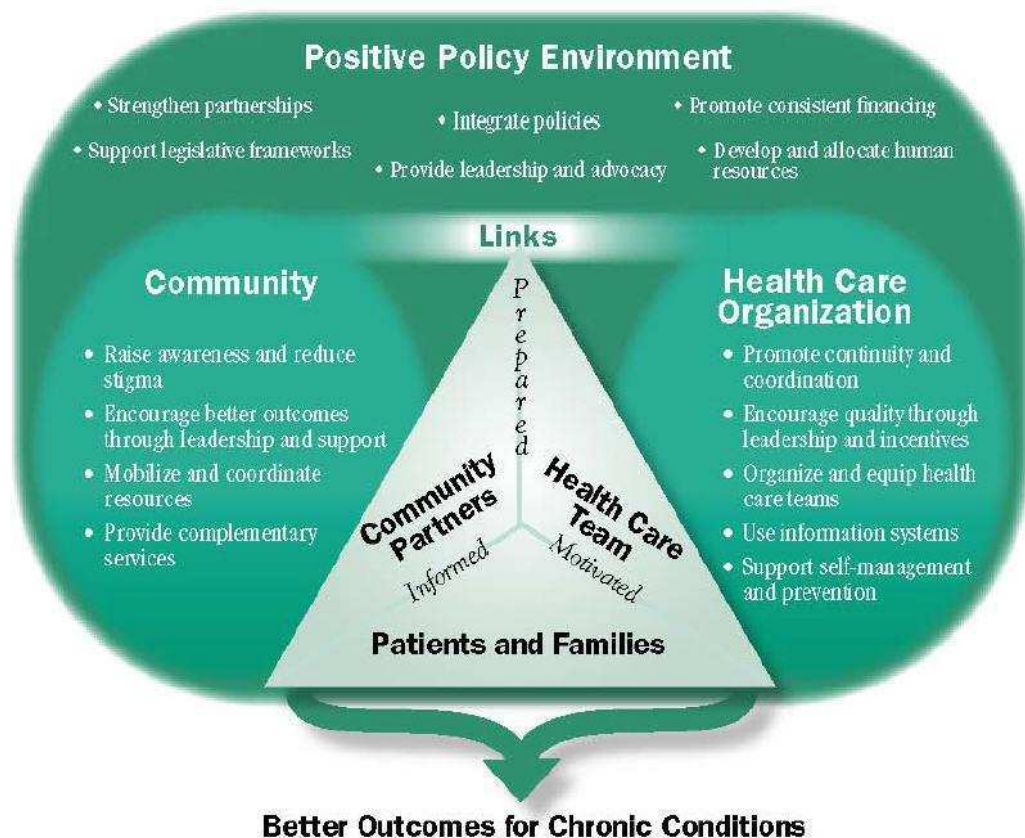 Positive Policy Environment
• Strengthen partnerships
• Support legislative frameworks
• Integrate policies
• Provide leadership and advocacy
• Promote consistent financing
• Develop and allocate human
resources
Links
Community
• Raise awareness and reduce
stigma
• Encourage better outcomes
through leadership and support
• Mobilize and coordinate
resources
• Provide complementary
services
Prepared
Community
Partners
Informed
Health Care
Team
Motivated
Patients and Families
Health Care
Organization
• Promote continuity and
coordination
• Encourage quality through
leadership and incentives
• Organize and equip health
care teams
• Use information systems
• Support self-management
and prevention
Better Outcomes for Chronic Conditions